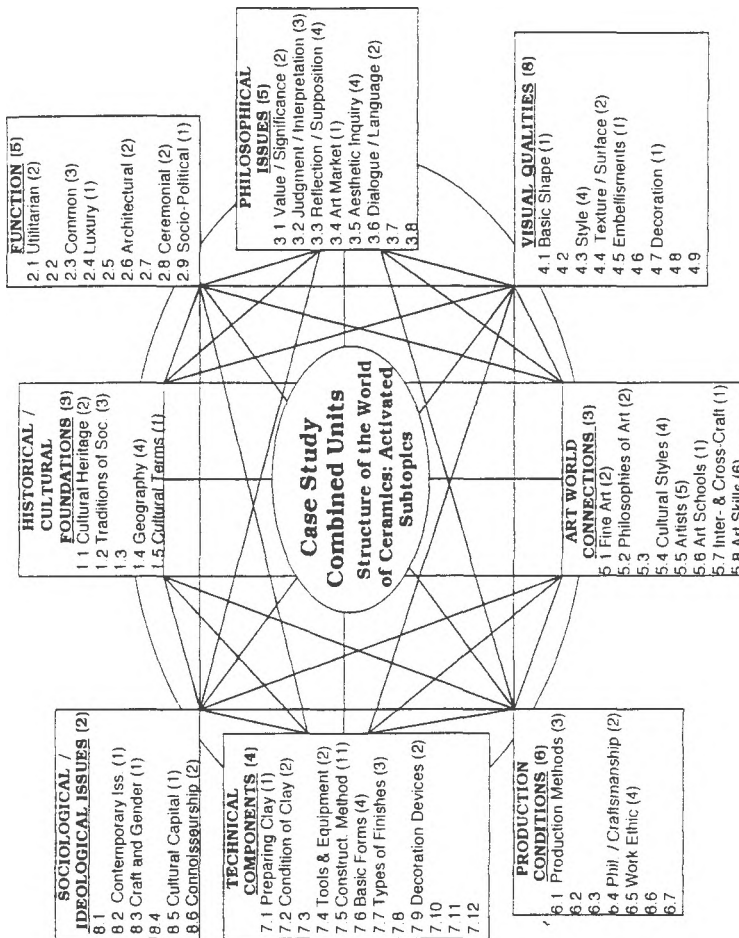 HISTORICAL /
CULTURAL
FOUNDATIONS (3)
1 1 Cultural Heritage (2)
1 2 Traditions of Soc. (3)
1.3
1 4 Geography (4)
1.5 Cultural Terms (1)
FUNCTION (5)
2.1 Utilitarian (2)
2 2
2.3 Common (3)
2.4 Luxury (1)
2 5
2.6 Architectural (2)
2.7
2.8 Ceremonial (2)
2.9 Socio-Political (1)
PHILOSOPHICAL
ISSUES (5)
3 1 Value / Significance (2)
3 2 Judgment / Interpretation (3)
3.3 Reflection / Supposition (4)
3.4 Art Market (1)
3.5 Aesthetic Inquiry (4)
3.6 Dialogue / Language (2)
3 7
3 8
VISUAL QUALITIES (8)
4.1 Basic Shape (1)
4 2
4.3 Style (4)
4.4 Texture / Surface (2)
4 5 Embellisments (1)
4 6
4 7 Decoration (1)
4 8
4.9
ART WORLD
CONNECTIONS (3)
5 1 Fine Art (2)
5.2 Philosophies of Art (2)
5.3
5.4 Cultural Styles (4)
5 5 Artists (5)
5.6 Art Schools (1)
5.7 Inter- & Cross-Craft (1)
5.8 Art Skills (6)
PRODUCTION
CONDITIONS (6)
6.1 Production Methods (3)
6.2
6.3
6 4 Phil. / Craftsmanship (2)
6.5 Work Ethic (4)
6.6
6.7
TECHNICAL
COMPONENTS (4)
7.1 Preparing Clay (1)
7.2 Condition of Clay (2)
7 3
7 4 Tools & Equipment (2)
7 5 Construct. Method (11)
7 6 Basic Forms (4)
7.7 Types of Finishes (3)
7.8
7 9 Decoration Devices (2)
7.10
7.11
7.12
SOCIOLOGICAL /
IDEOLOGICAL ISSUES (2)
8.1
8 2 Contemporary Iss (1)
8 3 Craft and Gender (1)
8.4
8 5 Cultural Capital (1)
8 6 Connoisseurship (2)
Case Study
Combined Units
Structure of the World
of Ceramics: Activated
Subtopics